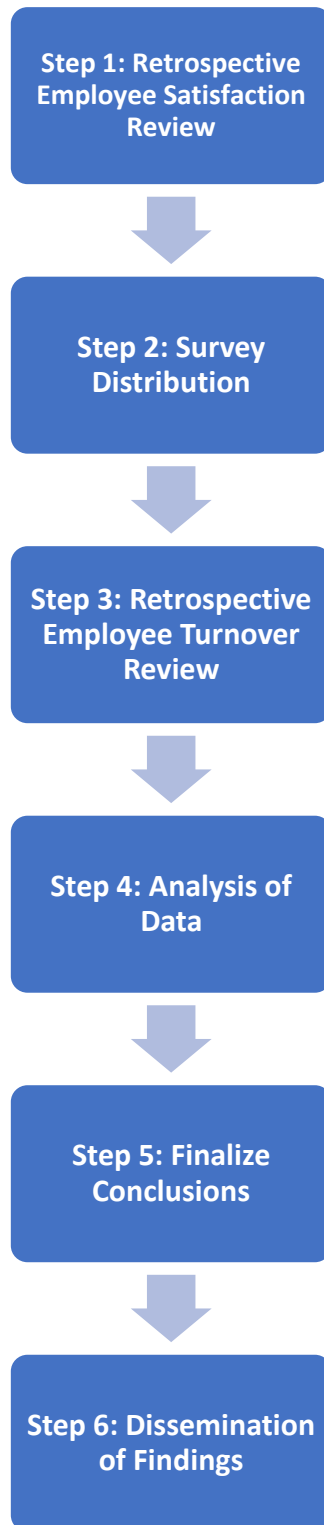 Step 1: Retrospective
Employee Satisfaction
Review
Step 2: Survey
Distribution
Step 3: Retrospective
Employee Turnover
Review
Step 4: Analysis of
Data
Step 5: Finalize
Conclusions
Step 6: Dissemination
of Findings